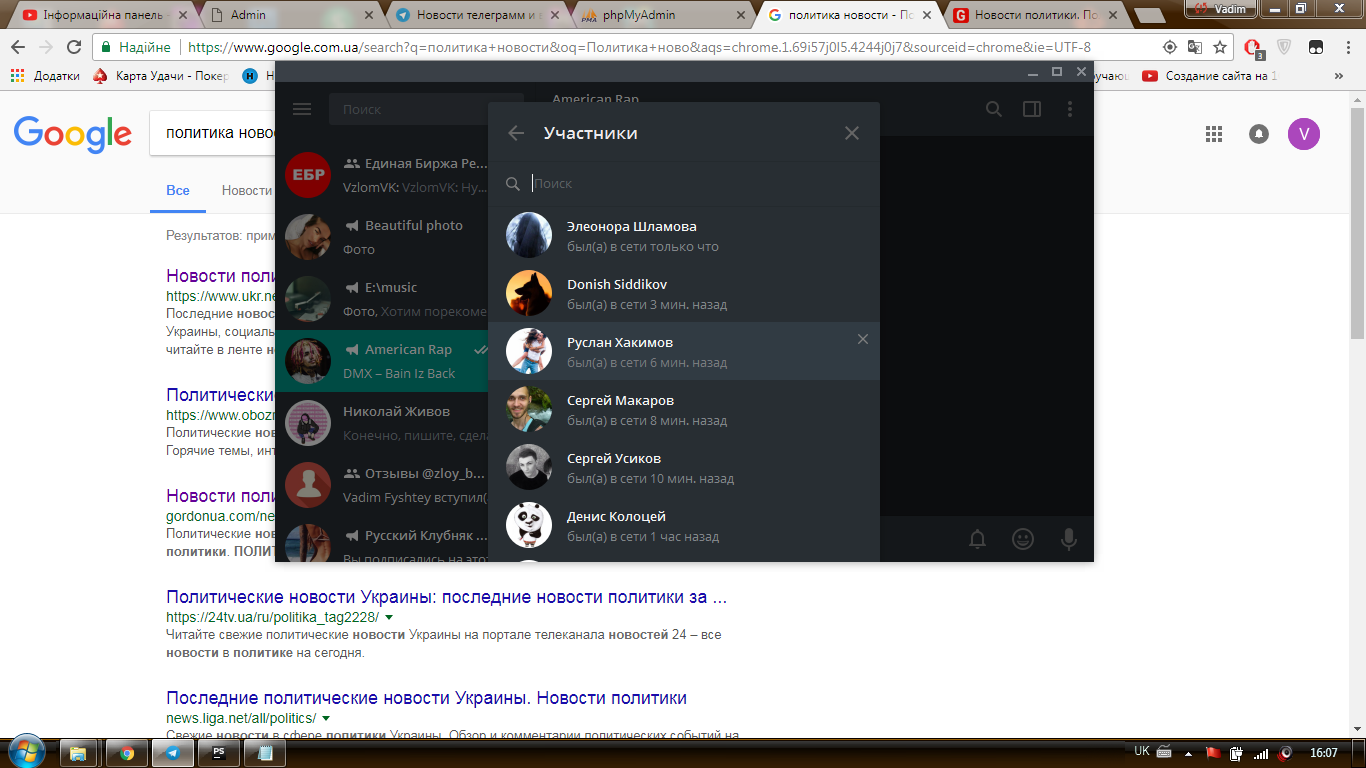 Інформаційна панель -
Admin
Новости телеграмм и а
phpMyAdmin
политика новости - По
Новости политики. По
Vadim
Надійне
https://www.google.com.ua/search?q=политика+новости&oq=Политика+ново&aqs=chrome.1.69i57j0l5.4244j0j7&sourceid=chrome&ie=UTF-8
3
Додатки
Карта Удачи - Покер
Н
Создание сайта на 1
»
Google
политика ново
V
Все
Новости
Результатов: прим
Новости поли
https://www.ukr.ne
Последние новос
Украины, социаль
читайте в ленте н
Политические
https://www.oboz
Политические нов
Горячие темы, инт
Новости поли
gordonua.com/ne
Политические нов
политики. ПОЛИТ
Политические новости Украины: последние новости политики за ...
https://24tv.ua/ru/politika_tag2228/
Читайте свежие политические новости Украины на портале телеканала новостей 24 – все
новости в политике на сегодня.
Последние политические новости Украины. Новости политики
news.liga.net/all/politics/
Свежие новости в сфере политики Украины. Обзор и комментарии политических событий на
Поиск
American Rap
ЕБР
Единая Биржа Ре...
VzlomVK: VzlomVK: Ну...
Beautiful photo
Фото
E:\music
Фото, Хотим порекоме
American Rap
DMX – Bain Iz Back
Николай Живов
Конечно, пишите, сдела
Отзывы @zloy_b...
Vadim Fyshtey вступил(
Русский Клубняк ...
Вы подписались на этот
Участники
Поиск
Элеонора Шламова
был(а) в сети только что
Donish Siddikov
был(а) в сети 3 мин. назад
Руслан Хакимов
был(а) в сети 6 мин. назад
Сергей Макаров
был(а) в сети 8 мин. назад
Сергей Усиков
был(а) в сети 10 мин. назад
Денис Колоцей
был(а) в сети 1 час назад
PS
UK
16:07